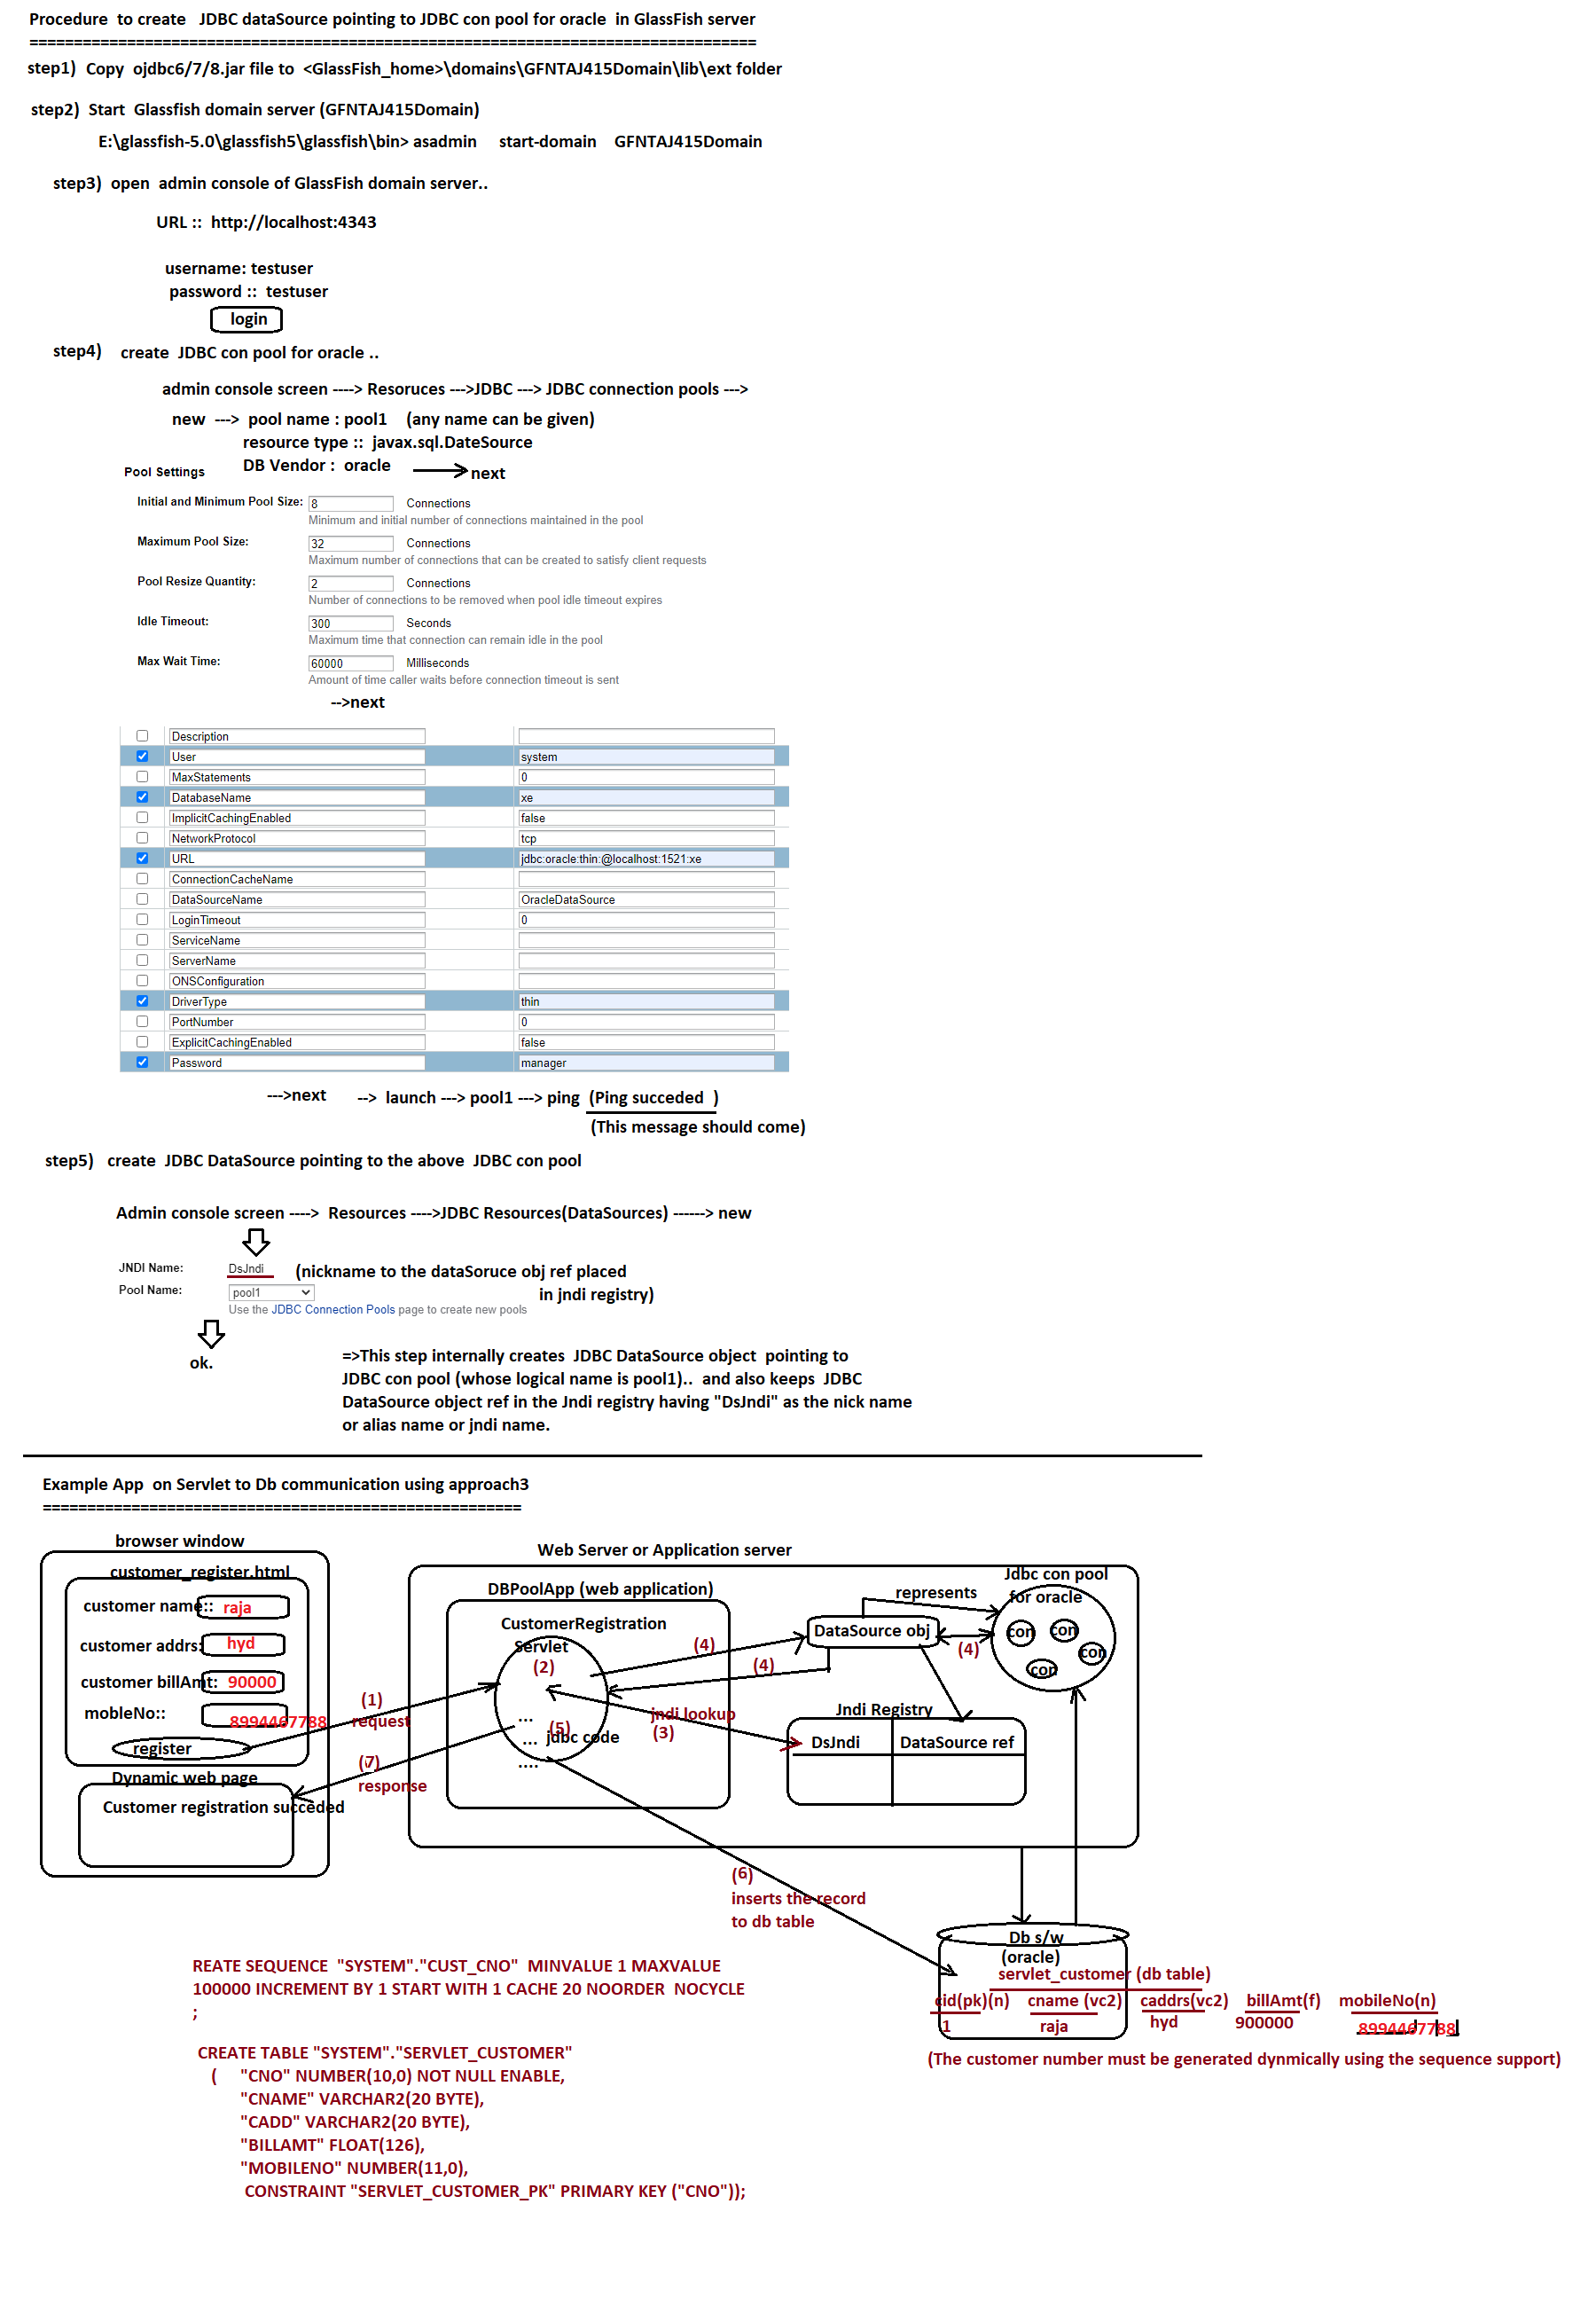 Procedure to create JDBC dataSource pointing to JDBC con pool for oracle in GlassFish server
==================================================================================
step1) Copy ojdbc6/7/8.jar file to <GlassFish_home>\domains\GFNTAJ415Domain\lib\ext folder
step2) Start Glassfish domain server (GFNTAJ415Domain)
E:\glassfish-5.0\glassfish5\glassfish\bin> asadmin start-domain GFNTAJ415Domain
step3) open admin console of GlassFish domain server..
URL :: http://localhost:4343
username: testuser
password :: testuser
login
step4) create JDBC con pool for oracle ..
admin console screen ----> Resoruces --->JDBC ---> JDBC connection pools --->
new ---> pool name : pool1 (any name can be given)
resource type :: javax.sql.DateSource
DB Vendor : oracle
next
Pool Settings
Initial and Minimum Pool Size: 8 Connections
Minimum and initial number of connections maintained in the pool
Maximum Pool Size: 32 Connections
Maximum number of connections that can be created to satisfy client requests
Pool Resize Quantity: 2 Connections
Number of connections to be removed when pool idle timeout expires
Idle Timeout: 300 Seconds
Maximum time that connection can remain idle in the pool
Max Wait Time: 60000 Milliseconds
Amount of time caller waits before connection timeout is sent
-->next
Description
User system
MaxStatements 0
DatabaseName xe
ImplicitCachingEnabled false
NetworkProtocol tcp
URL jdbc:oracle:thin:@localhost:1521:xe
ConnectionCacheName
DataSourceName OracleDataSource
LoginTimeout 0
ServiceName
ServerName
ONSConfiguration
DriverType thin
PortNumber 0
ExplicitCachingEnabled false
Password manager
--->next --> launch ---> pool1 ---> ping (Ping succeded )
(This message should come)
step5) create JDBC DataSource pointing to the above JDBC con pool
Admin console screen ----> Resources ---->JDBC Resources(DataSources) ------> new
JNDI Name: DsJndi (nickname to the dataSoruce obj ref placed
in jndi registry)
Pool Name: pool1
Use the JDBC Connection Pools page to create new pools
ok.
=>This step internally creates JDBC DataSource object pointing to
JDBC con pool (whose logical name is pool1).. and also keeps JDBC
DataSource object ref in the Jndi registry having "DsJndi" as the nick name
or alias name or jndi name.
Example App on Servlet to Db communication using approach3
======================================================
browser window
customer_register.html
customer name:: raja
customer addrs: hyd
customer billAmt: 90000
mobleNo:: 8994467788
register
Dynamic web page
Customer registration succeded
(1)
request
(7)
response
Web Server or Application server
DBPoolApp (web application)
CustomerRegistration
Servlet
(2)
...
(5)
... jdbc code
....
(4)
(4)
jndi lookup
(3)
represents
DataSource obj
(4)
Jdbc con pool
for oracle
con
con
con
con
Jndi Registry
DsJndi DataSource ref
(6)
inserts the record
to db table
Db s/w
(oracle)
servlet_customer (db table)
cid(pk)(n) cname (vc2) caddrs(vc2) billAmt(f) mobileNo(n)
1 raja hyd 900000 8994467788
(The customer number must be generated dynmically using the sequence support)
REATE SEQUENCE "SYSTEM"."CUST_CNO" MINVALUE 1 MAXVALUE
100000 INCREMENT BY 1 START WITH 1 CACHE 20 NOORDER NOCYCLE
;
CREATE TABLE "SYSTEM"."SERVLET_CUSTOMER"
( "CNO" NUMBER(10,0) NOT NULL ENABLE,
"CNAME" VARCHAR2(20 BYTE),
"CADD" VARCHAR2(20 BYTE),
"BILLAMT" FLOAT(126),
"MOBILENO" NUMBER(11,0),
CONSTRAINT "SERVLET_CUSTOMER_PK" PRIMARY KEY ("CNO"));